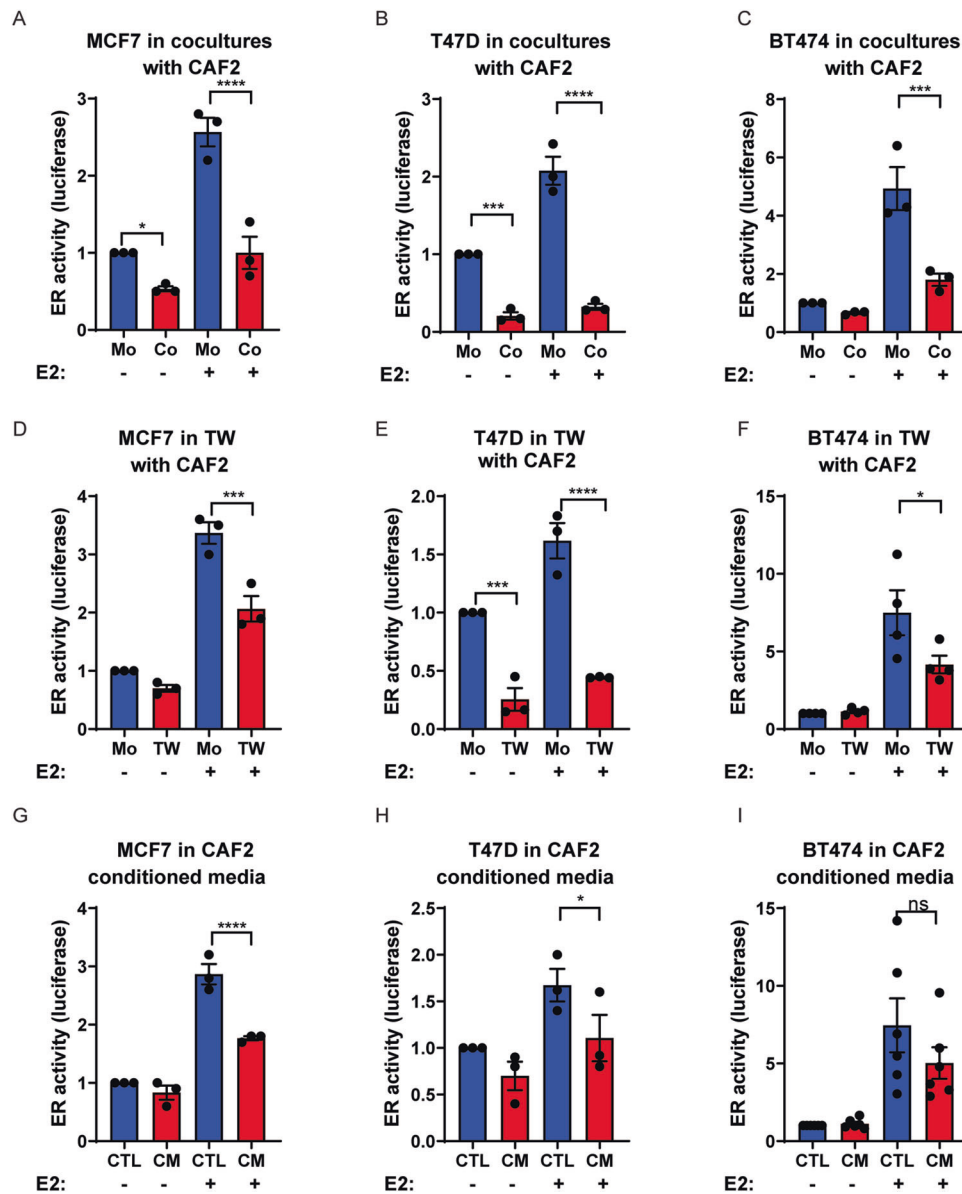 A
MCF7 in cocultures
with CAF2
ER activity (luciferase)
3
2
1
0
*
****
Mo Co Mo Co
E2: - - + +
B
T47D in cocultures
with CAF2
ER activity (luciferase)
3
2
1
0
***
****
Mo Co Mo Co
E2: - - + +
C
BT474 in cocultures
with CAF2
ER activity (luciferase)
8
6
4
2
0
***
Mo Co Mo Co
E2: - - + +
D
MCF7 in TW
with CAF2
ER activity (luciferase)
4
3
2
1
0
***
Mo TW Mo TW
E2: - - + +
E
T47D in TW
with CAF2
ER activity (luciferase)
2.0
1.5
1.0
0.5
0.0
***
****
Mo TW Mo TW
E2: - - + +
F
BT474 in TW
with CAF2
ER activity (luciferase)
15
10
5
0
*
Mo TW Mo TW
E2: - - + +
G
MCF7 in CAF2
conditioned media
ER activity (luciferase)
4
3
2
1
0
****
CTL CM CTL CM
E2: - - + +
H
T47D in CAF2
conditioned media
ER activity (luciferase)
2.5
2.0
1.5
1.0
0.5
0.0
*
CTL CM CTL CM
E2: - - + +
I
BT474 in CAF2
conditioned media
ER activity (luciferase)
15
10
5
0
ns
CTL CM CTL CM
E2: - - + +